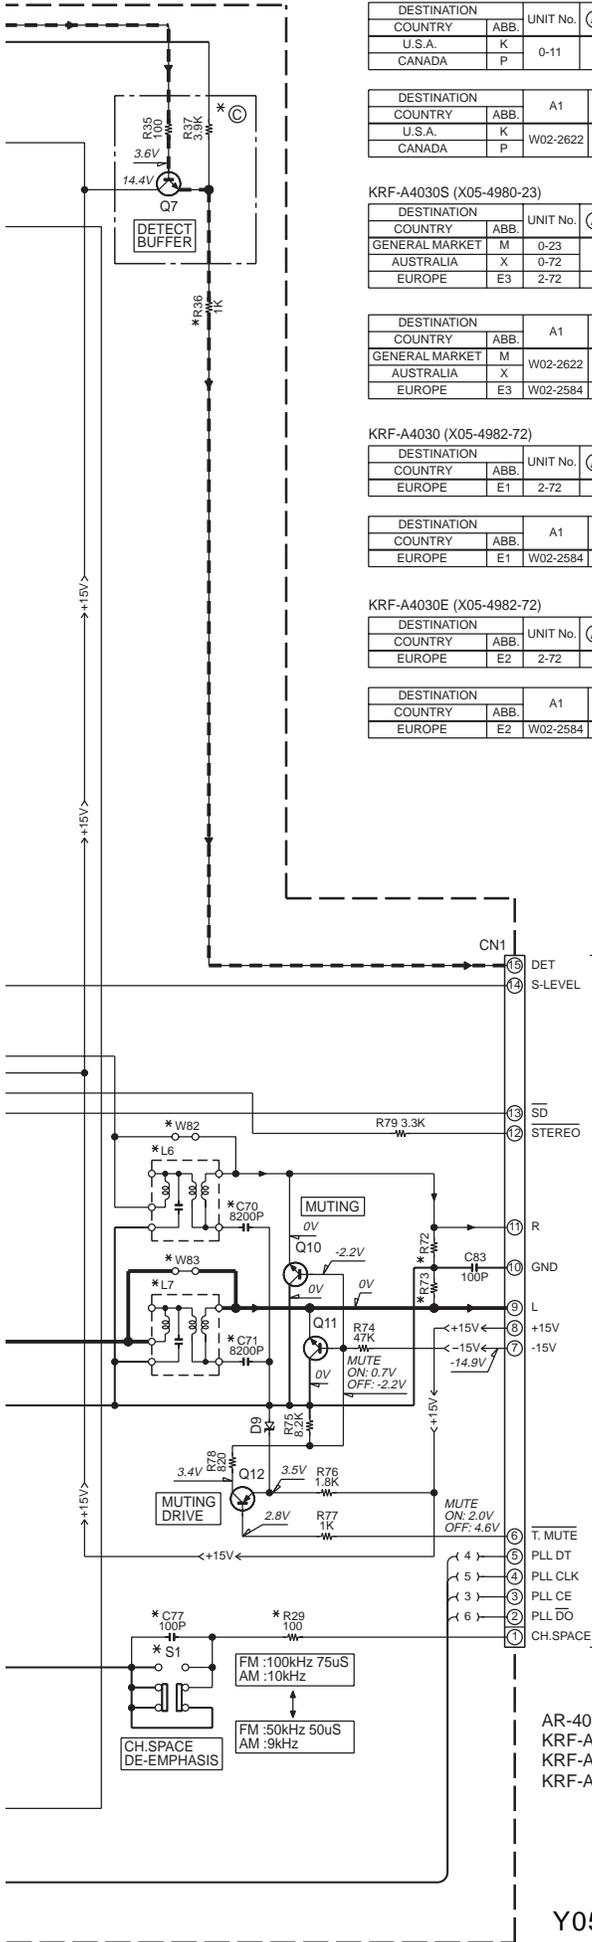 DESTINATION
UNIT No.
COUNTRY ABB.
U.S.A. K
0-11
CANADA P
DESTINATION
A1
COUNTRY ABB.
U.S.A. K
W02-2622
CANADA P
KRF-A4030S (X05-4980-23)
DESTINATION
UNIT No.
COUNTRY ABB.
GENERAL MARKET M 0-23
AUSTRALIA X 0-72
EUROPE E3 2-72
DESTINATION
A1
COUNTRY ABB.
GENERAL MARKET M
W02-2622
AUSTRALIA X
EUROPE E3 W02-2584
KRF-A4030 (X05-4982-72)
DESTINATION
UNIT No.
COUNTRY ABB.
EUROPE E1 2-72
DESTINATION
A1
COUNTRY ABB.
EUROPE E1 W02-2584
KRF-A4030E (X05-4982-72)
DESTINATION
UNIT No.
COUNTRY ABB.
EUROPE E2 2-72
DESTINATION
A1
COUNTRY ABB.
EUROPE E2 W02-2584
* Ⓒ
R35
100
R37
3.9K
3.6V
14.4V
Q7
DETECT
BUFFER
*R36
1K
+15V
+15V
CN1
15 DET
14 S-LEVEL
13 SD
R79 3.3K
12 STEREO
* W82
* L6
*C70
8200P
MUTING
0V
Q10
-2.2V
0V
* R72
11 R
C83
100P
10 GND
* R73
* W83
* L7
0V
9 L
Q11
R74
47K
+15V
8 +15V
-15V
7 -15V
-14.9V
* C71
8200P
MUTE
ON: 0.7V
OFF: -2.2V
0V
D9
R75
8.2K
+15V
R78
820
3.4V
Q12
3.5V
R76
1.8K
MUTING
DRIVE
2.8V
R77
1K
MUTE
ON: 2.0V
OFF: 4.6V
+15V
6 T. MUTE
+15V
4 5 PLL DT
5 4 PLL CLK
3 3 PLL CE
6 2 PLL DO
1 CH.SPACE
* C77
100P
* R29
100
* S1
FM :100kHz 75uS
AM :10kHz
FM :50kHz 50uS
AM :9kHz
CH.SPACE
DE-EMPHASIS
AR-40
KRF-A
KRF-A
KRF-A
Y05